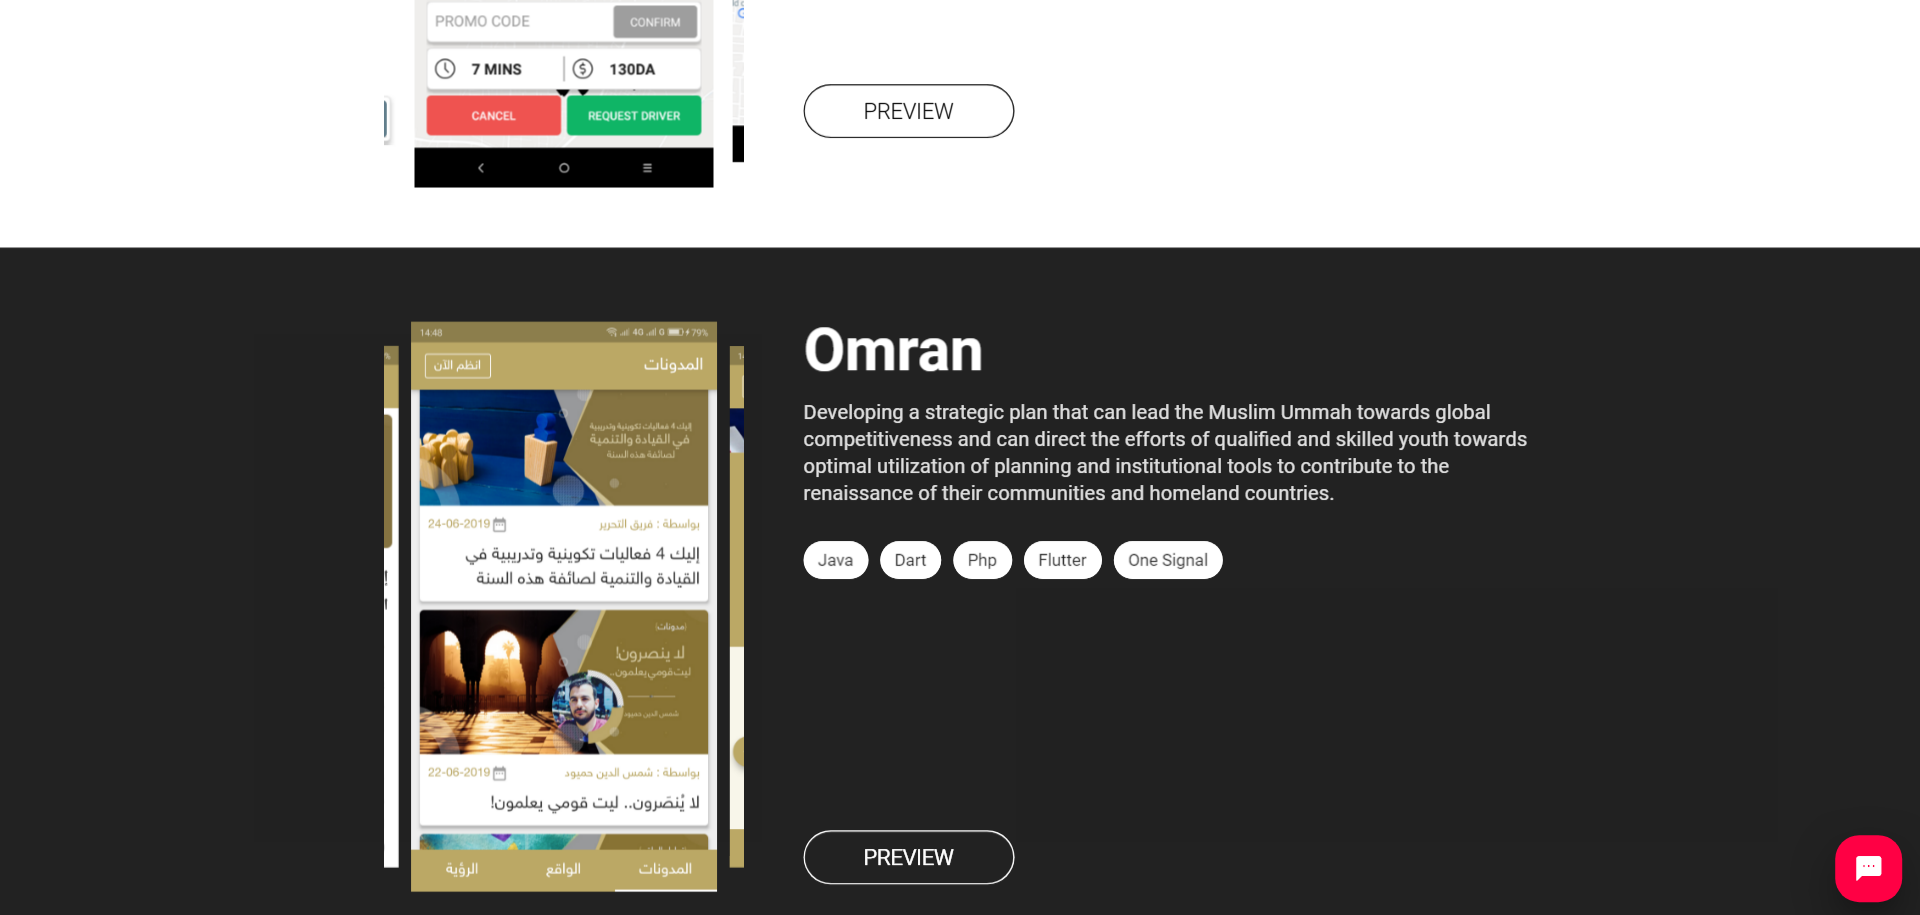 PROMO CODE
CONFIRM
7 MINS
130DA
CANCEL
REQUEST DRIVER
PREVIEW
14:48
4G
G
79%
انظم الآن
المدونات
إليك 4 فعاليات تكوينية وتدريبية
في القيادة والتنمية
لصائفة هذه السنة
24-06-2019
بواسطة : فريق التحرير
إليك 4 فعاليات تكوينية وتدريبية في
القيادة والتنمية لصائفة هذه السنة
(مدونات)
لا ينصرون!
ليت قومي يعلمون..
شمس الدين حميود
22-06-2019
بواسطة : شمس الدين حميود
لا يُنصَرون.. ليت قومي يعلمون!
المدونات
الواقع
الرؤية
Omran
Developing a strategic plan that can lead the Muslim Ummah towards global
competitiveness and can direct the efforts of qualified and skilled youth towards
optimal utilization of planning and institutional tools to contribute to the
renaissance of their communities and homeland countries.
Java
Dart
Php
Flutter
One Signal
PREVIEW